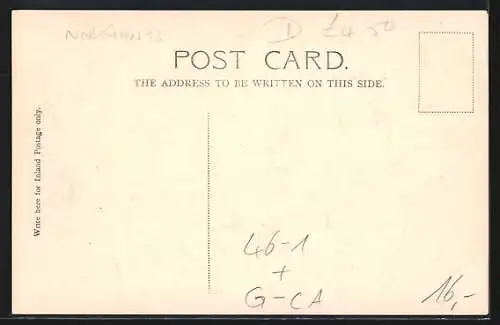 D £4.50
POST CARD.
THE ADDRESS TO BE WRITTEN ON THIS SIDE.
Write here for Inland Postage only.
46-1
+
G-CA
16,-